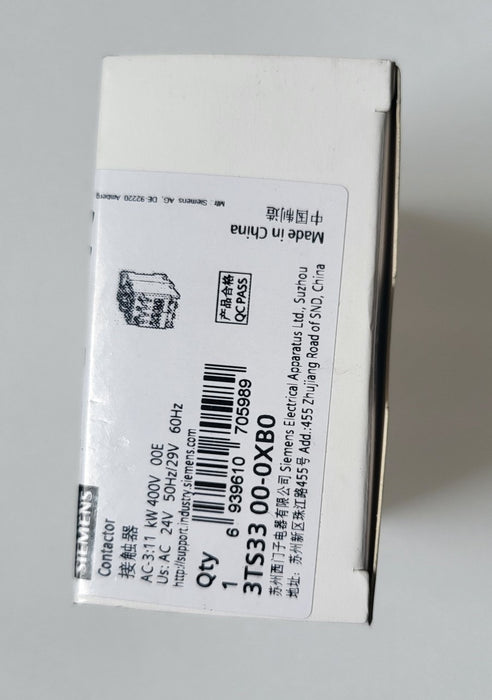 SIEMENS
Contactor
接触器
AC-3:11 kW 400V 00E
Us: AC 24V 50Hz/29V 60Hz
http://support.industry.siemens.com
Qty
1
6 939610 705989
3TS33 00-0XB0
苏州西门子电器有限公司 Siemens Electrical Apparatus Ltd., Suzhou
地址: 苏州新区珠江路455号 Add.:455 Zhujiang Road of SND, China
产品合格
QC PASS
Mfr.: Siemens AG, DE-92220 Amberg
中国制造
Made in China